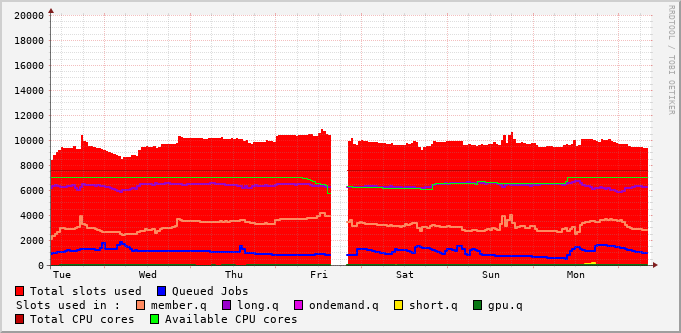 20000
18000
16000
14000
12000
10000
8000
6000
4000
2000
0
Tue Wed Thu Fri Sat Sun Mon
Total slots used Queued Jobs
Slots used in : member.q long.q ondemand.q short.q gpu.q
Total CPU cores Available CPU cores
RRDTOOL / TOBI OETIKER